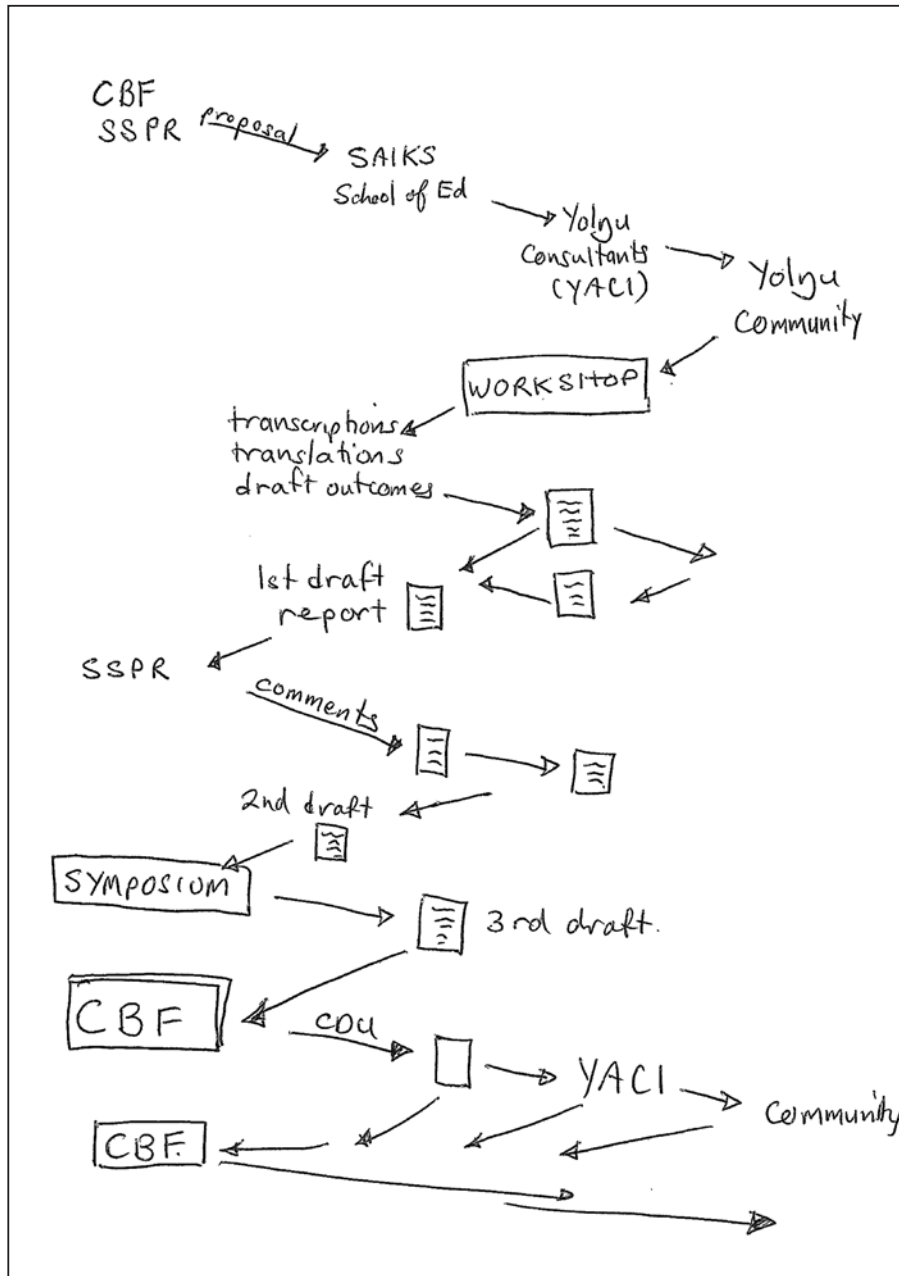 CBF
SSPR
proposal
SAIKS
School of Ed
Yolŋu
Consultants
(YACI)
Yolŋu
Community
WORKSHOP
transcriptions
translations
draft outcomes
1st draft
report
SSPR
comments
2nd draft
SYMPOSIUM
3rd draft.
CBF
CDU
YACI
Community
CBF.